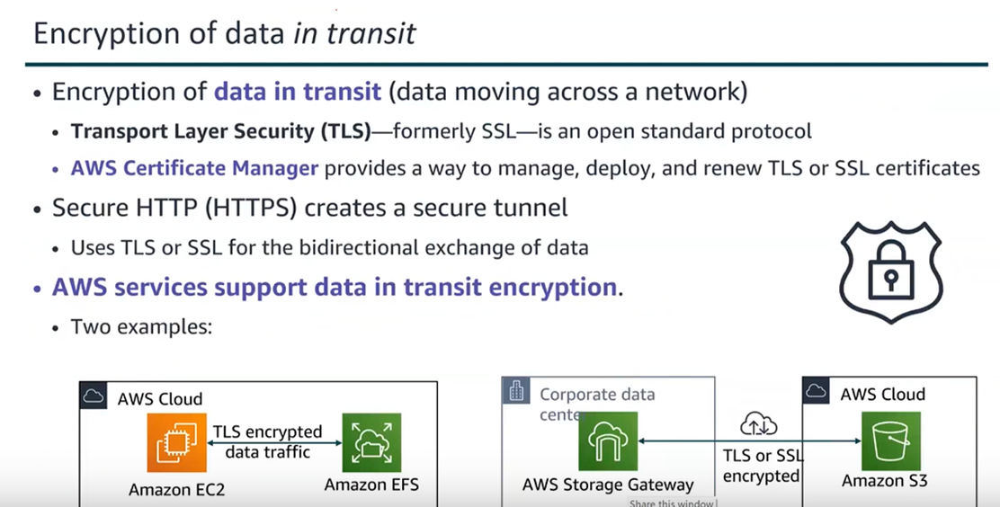 Encryption of data in transit
• Encryption of data in transit (data moving across a network)
• Transport Layer Security (TLS)—formerly SSL—is an open standard protocol
• AWS Certificate Manager provides a way to manage, deploy, and renew TLS or SSL certificates
• Secure HTTP (HTTPS) creates a secure tunnel
• Uses TLS or SSL for the bidirectional exchange of data
• AWS services support data in transit encryption.
• Two examples:
AWS Cloud
TLS encrypted
data traffic
Amazon EC2
Amazon EFS
Corporate data
cente
AWS Storage Gateway
TLS or SSL
encrypted
AWS Cloud
Amazon S3
Share this window